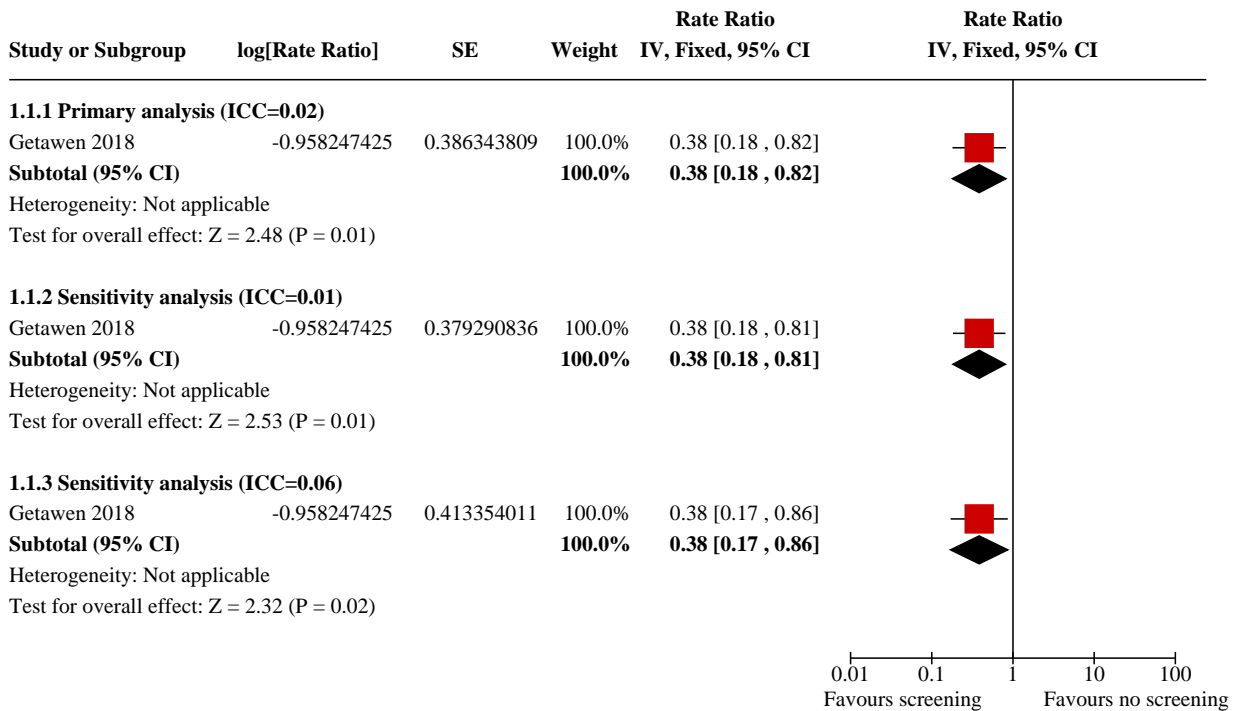 Rate Ratio Rate Ratio
Study or Subgroup log[Rate Ratio] SE Weight IV, Fixed, 95% CI IV, Fixed, 95% CI
1.1.1 Primary analysis (ICC=0.02)
Getawen 2018 -0.958247425 0.386343809 100.0% 0.38 [0.18 , 0.82]
Subtotal (95% CI) 100.0% 0.38 [0.18 , 0.82]
Heterogeneity: Not applicable
Test for overall effect: Z = 2.48 (P = 0.01)
1.1.2 Sensitivity analysis (ICC=0.01)
Getawen 2018 -0.958247425 0.379290836 100.0% 0.38 [0.18 , 0.81]
Subtotal (95% CI) 100.0% 0.38 [0.18 , 0.81]
Heterogeneity: Not applicable
Test for overall effect: Z = 2.53 (P = 0.01)
1.1.3 Sensitivity analysis (ICC=0.06)
Getawen 2018 -0.958247425 0.413354011 100.0% 0.38 [0.17 , 0.86]
Subtotal (95% CI) 100.0% 0.38 [0.17 , 0.86]
Heterogeneity: Not applicable
Test for overall effect: Z = 2.32 (P = 0.02)
0.01 0.1 1 10 100
Favours screening Favours no screening